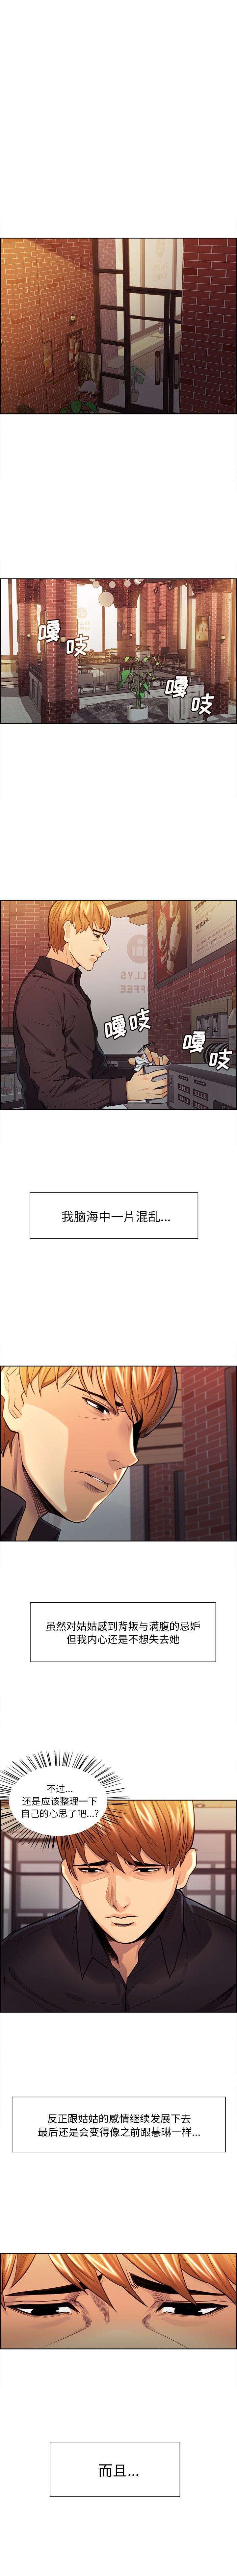 嘎
吱
嘎
吱
LLYS
FFEE
嘎
吱
嘎
吱
我脑海中一片混乱...
虽然对姑姑感到背叛与满腹的忌妒
但我内心还是不想失去她
不过...
还是应该整理一下
自己的心思了吧...?
反正跟姑姑的感情继续发展下去
最后还是会变得像之前跟慧琳一样...
而且...